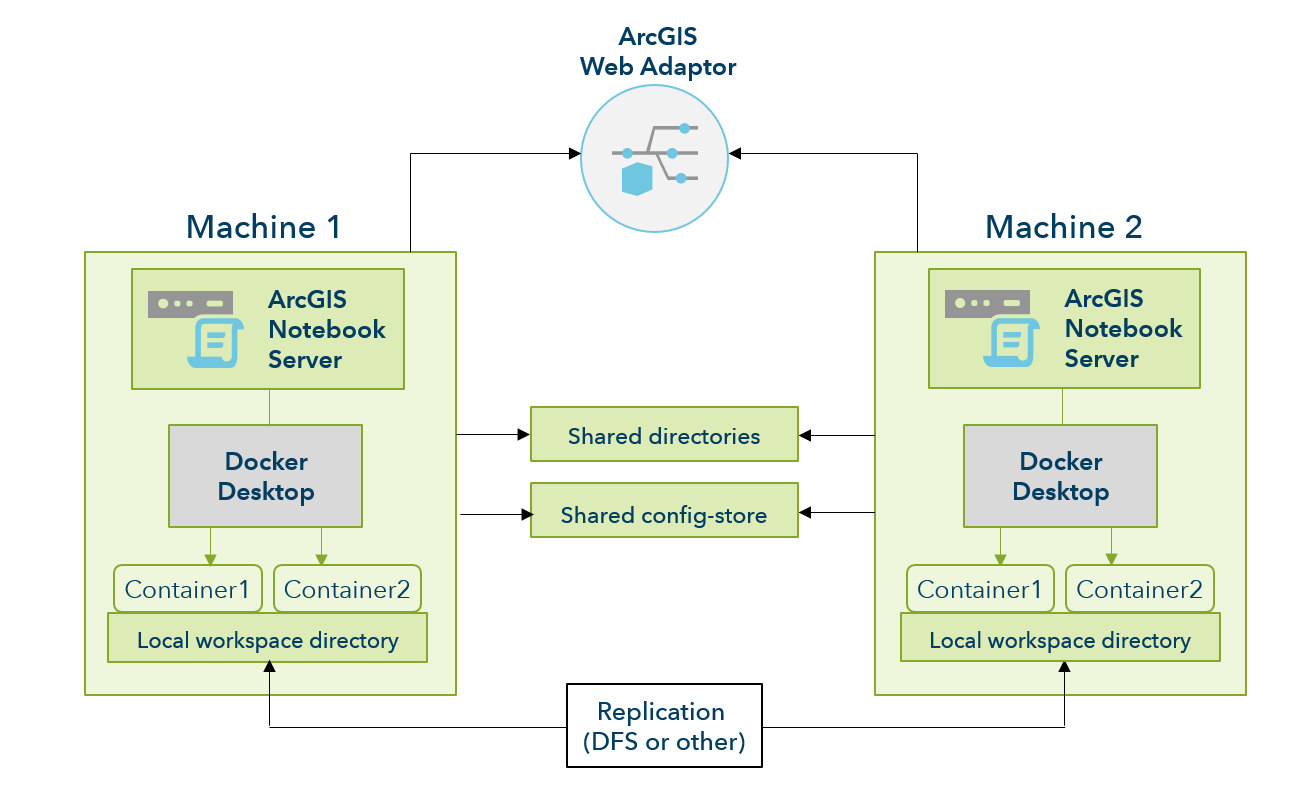 ArcGIS
Web Adaptor
Machine 1
Machine 2
ArcGIS
Notebook
Server
ArcGIS
Notebook
Server
Shared directories
Docker
Desktop
Docker
Desktop
Shared config-store
Container1
Container2
Container1
Container2
Local workspace directory
Local workspace directory
Replication
(DFS or other)